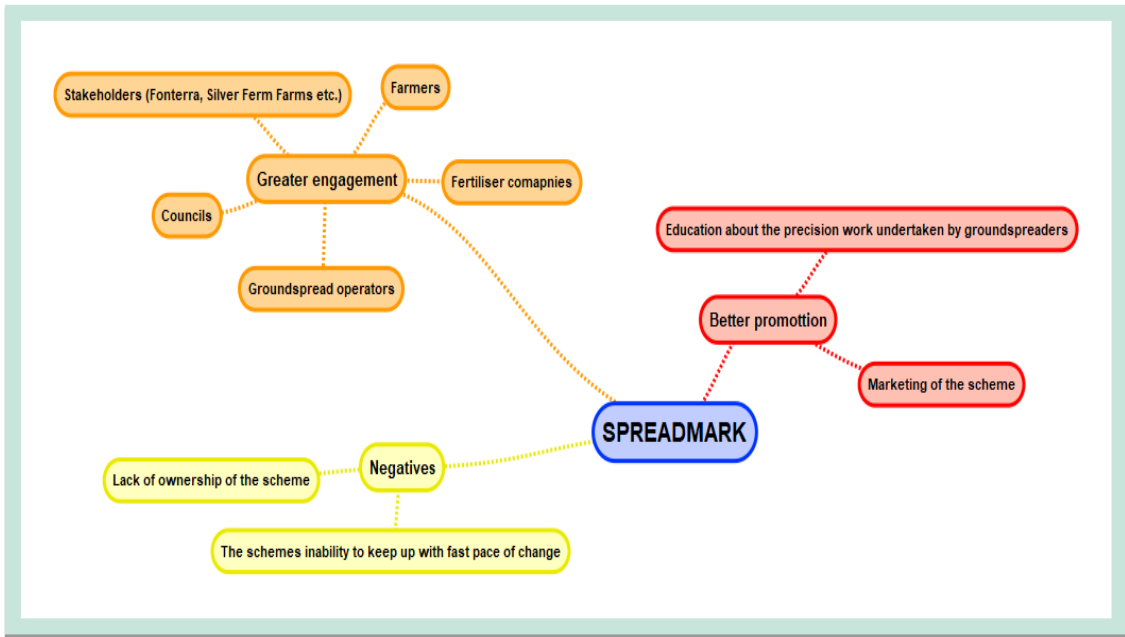 Stakeholders (Fonterra, Silver Ferm Farms etc.)
Farmers
Greater engagement
Fertiliser comapnies
Councils
Groundspread operators
Education about the precision work undertaken by groundspreaders
Better promottion
Marketing of the scheme
SPREADMARK
Negatives
Lack of ownership of the scheme
The schemes inability to keep up with fast pace of change